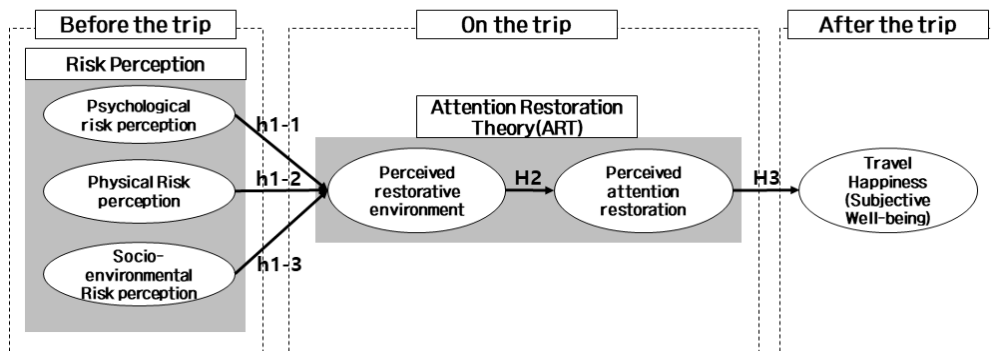 Before the trip
On the trip
After the trip
Risk Perception
Psychological
risk perception
Physical Risk
perception
Socio-
environmental
Risk perception
h1-1
h1-2
h1-3
Attention Restoration
Theory(ART)
Perceived
restorative
environment
H2
Perceived
attention
restoration
H3
Travel
Happiness
(Subjective
Well-being)